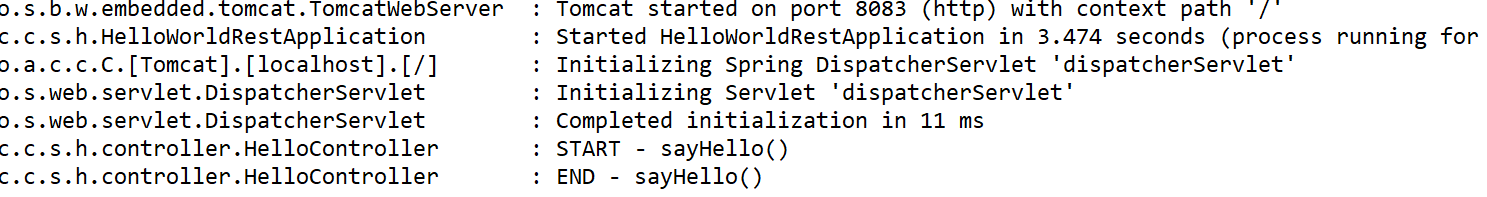 o.s.b.w.embedded.tomcat.TomcatWebServer  : Tomcat started on port 8083 (http) with context path '/'
c.c.s.h.HelloWorldRestApplication        : Started HelloWorldRestApplication in 3.474 seconds (process running for
o.a.c.c.C.[Tomcat].[localhost].[/]       : Initializing Spring DispatcherServlet 'dispatcherServlet'
o.s.web.servlet.DispatcherServlet        : Initializing Servlet 'dispatcherServlet'
o.s.web.servlet.DispatcherServlet        : Completed initialization in 11 ms
c.c.s.h.controller.HelloController       : START - sayHello()
c.c.s.h.controller.HelloController       : END - sayHello()